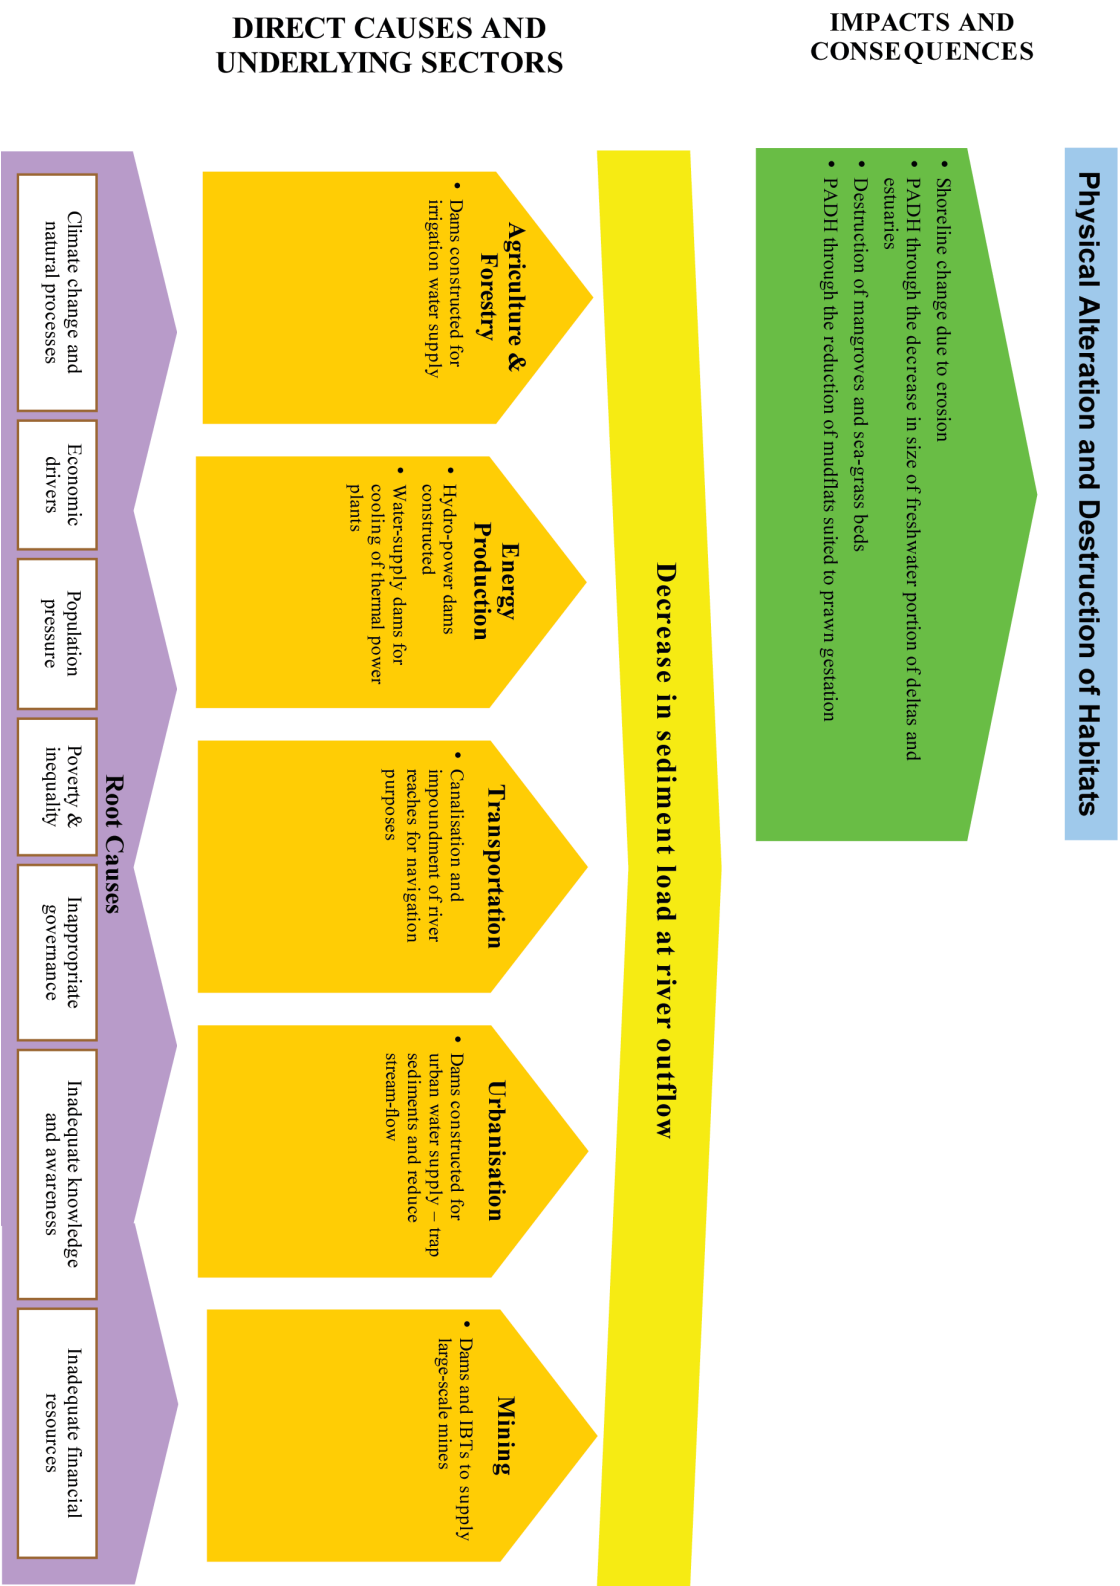 IMPACTS AND
CONSEQUENCES
Physical Alteration and Destruction of Habitats
• Shoreline change due to erosion
• PADH through the decrease in size of freshwater portion of deltas and
estuaries
• Destruction of mangroves and sea-grass beds
• PADH through the reduction of mudflats suited to prawn gestation
DIRECT CAUSES AND
UNDERLYING SECTORS
Decrease in sediment load at river outflow
Agriculture &
Forestry
• Dams constructed for
irrigation water supply
Energy
Production
• Hydro-power dams
constructed
• Water-supply dams for
cooling of thermal power
plants
Transportation
• Canalisation and
impoundment of river
reaches for navigation
purposes
Urbanisation
• Dams constructed for
urban water supply – trap
sediments and reduce
stream-flow
Mining
• Dams and IBTs to supply
large-scale mines
Root Causes
Climate change and
natural processes
Economic
drivers
Population
pressure
Poverty &
inequality
Inappropriate
governance
Inadequate knowledge
and awareness
Inadequate financial
resources